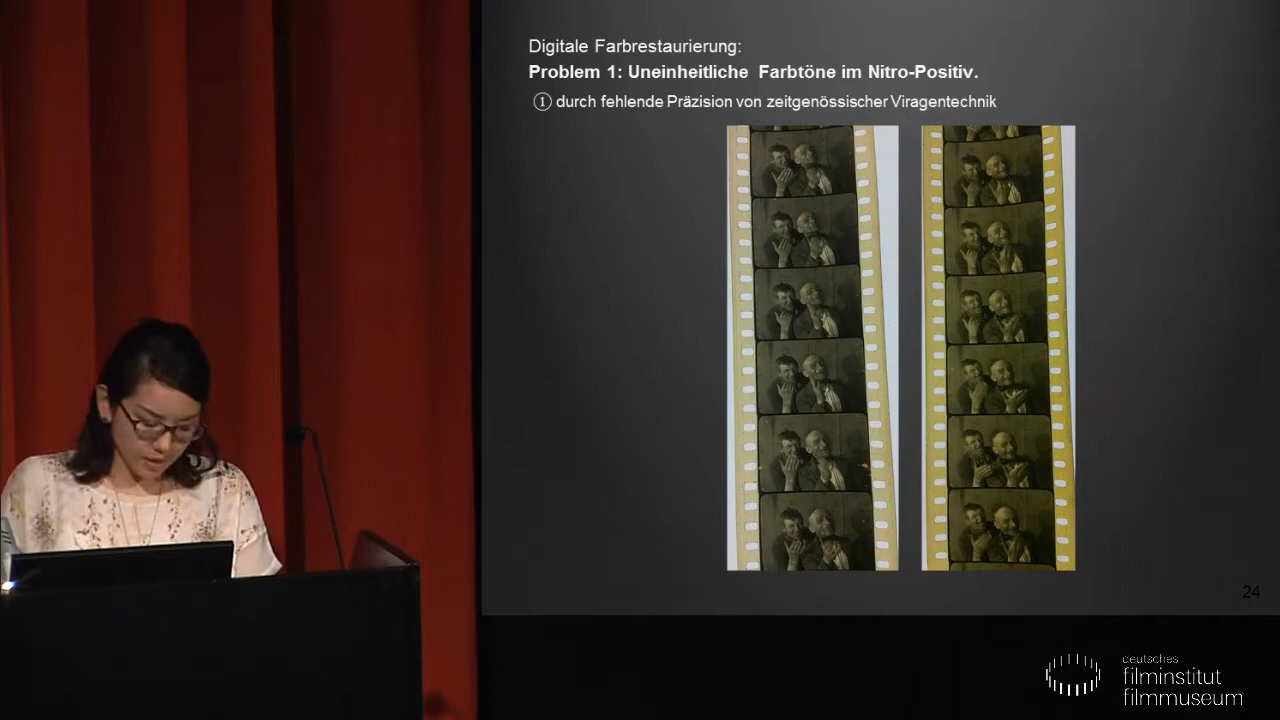 Digitale Farbrestaurierung:
Problem 1: Uneinheitliche Farbtöne im Nitro-Positiv.
① durch fehlende Präzision von zeitgenössischer Viragentechnik
24
deutsches
filminstitut
filmmuseum